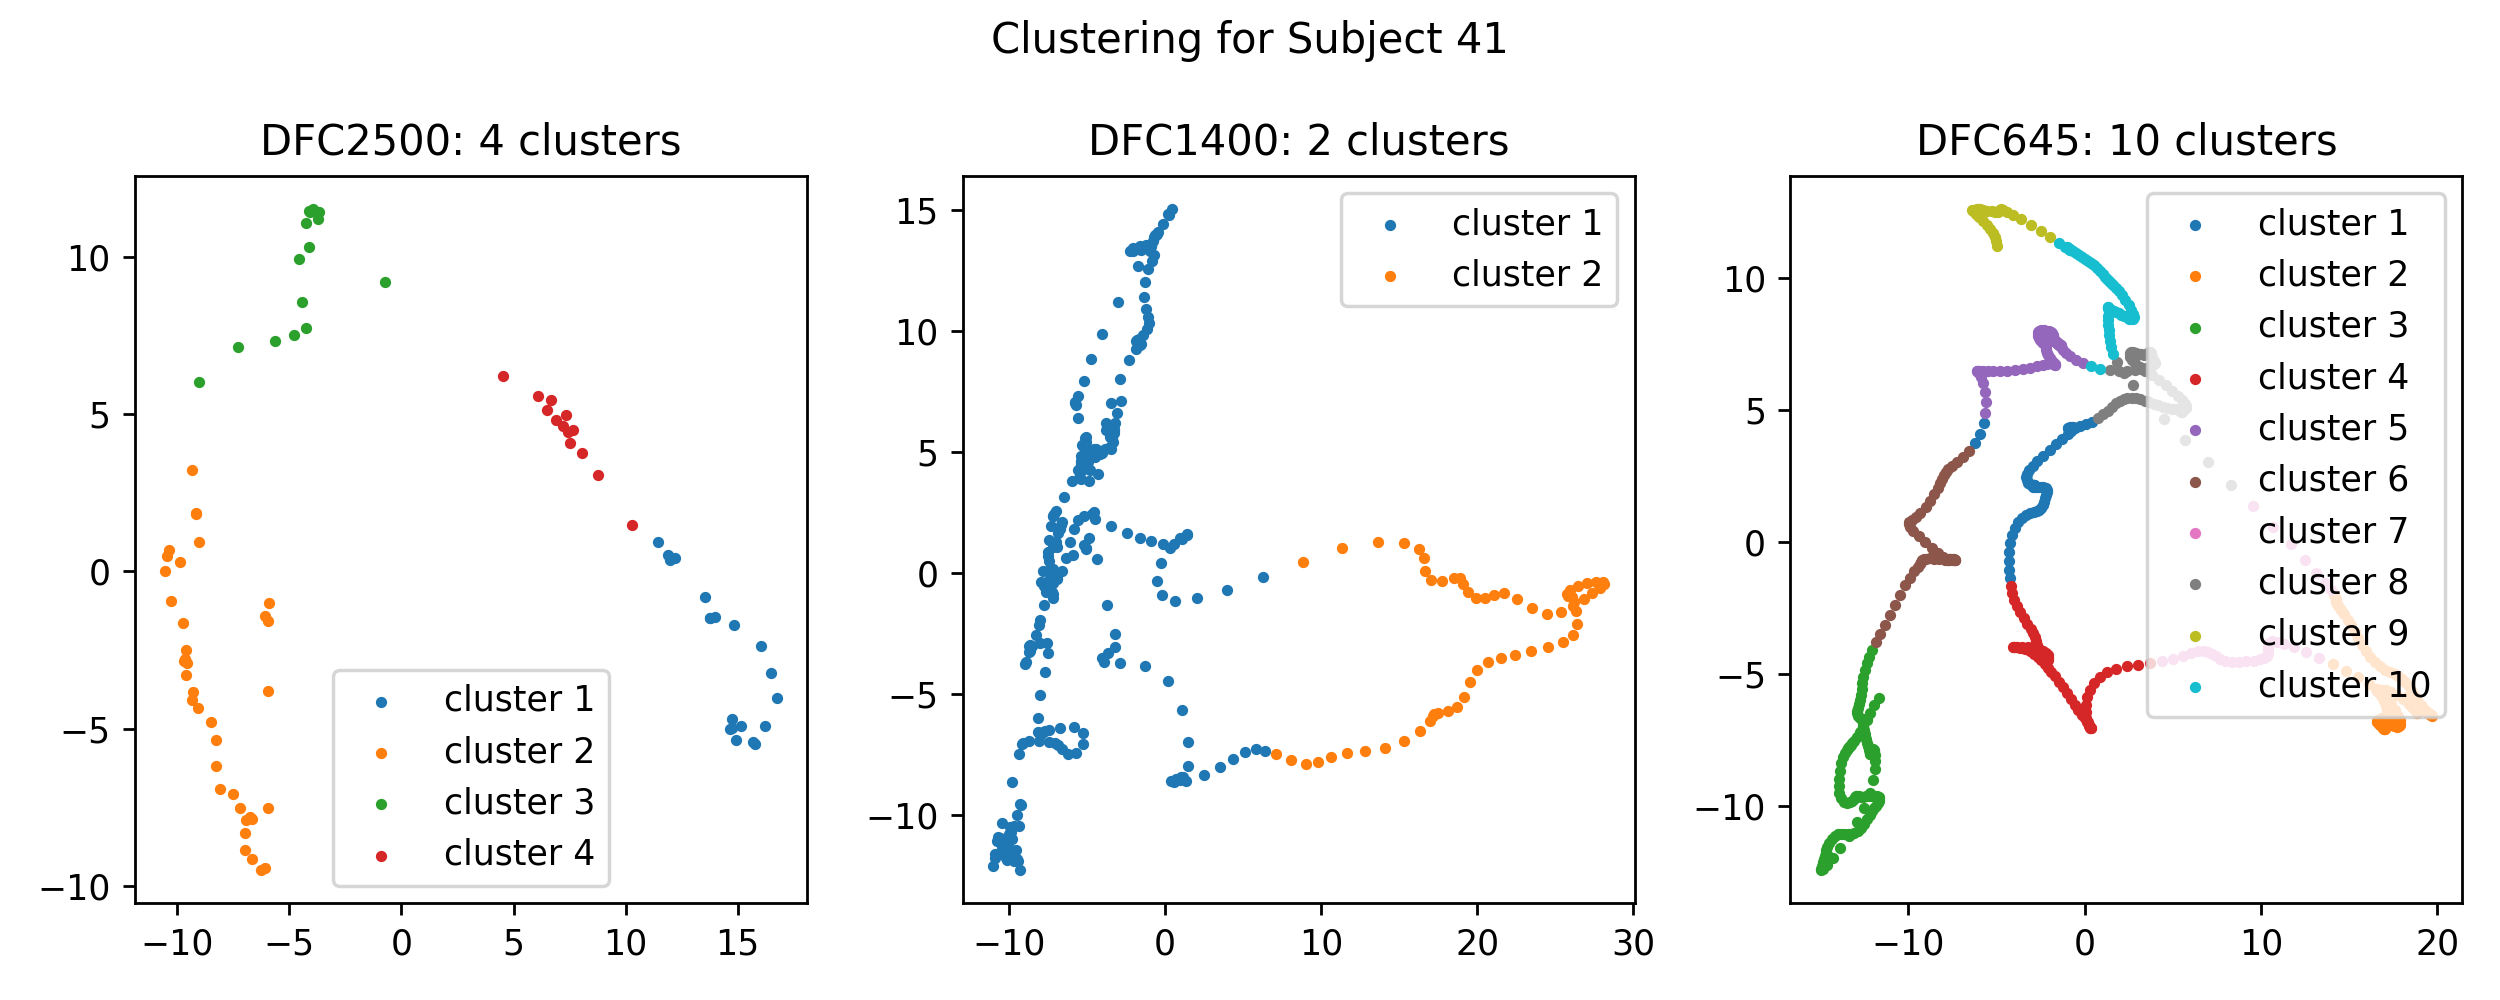 Clustering for Subject 41
DFC2500: 4 clusters
10
5
0
−5
−10
−10 −5 0 5 10 15
cluster 1
cluster 2
cluster 3
cluster 4
DFC1400: 2 clusters
15
10
5
0
−5
−10
−10 0 10 20 30
cluster 1
cluster 2
DFC645: 10 clusters
10
5
0
−5
−10
−10 0 10 20
cluster 1
cluster 2
cluster 3
cluster 4
cluster 5
cluster 6
cluster 7
cluster 8
cluster 9
cluster 10